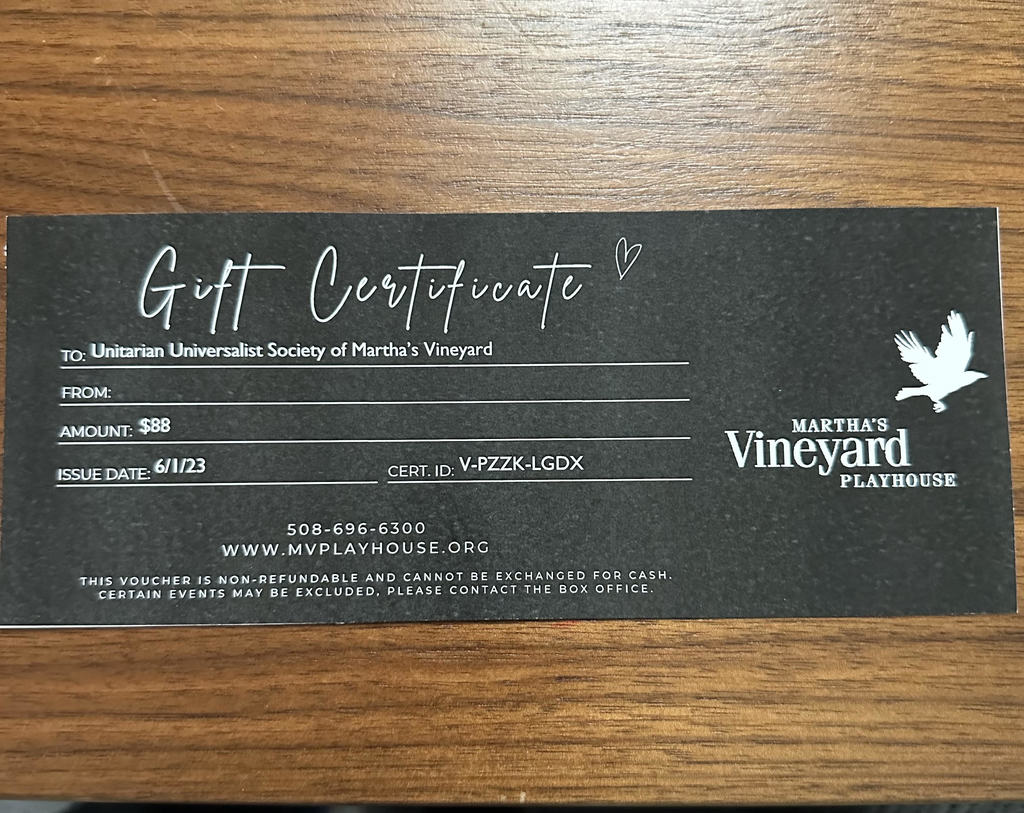 Gift Certificate
TO: Unitarian Universalist Society of Martha's Vineyard
FROM:
AMOUNT: $88
ISSUE DATE: 6/1/23 CERT. ID: V-PZZK-LGDX
MARTHA'S
Vineyard
PLAYHOUSE
508-696-6300
WWW.MVPLAYHOUSE.ORG
THIS VOUCHER IS NON-REFUNDABLE AND CANNOT BE EXCHANGED FOR CASH.
CERTAIN EVENTS MAY BE EXCLUDED, PLEASE CONTACT THE BOX OFFICE.